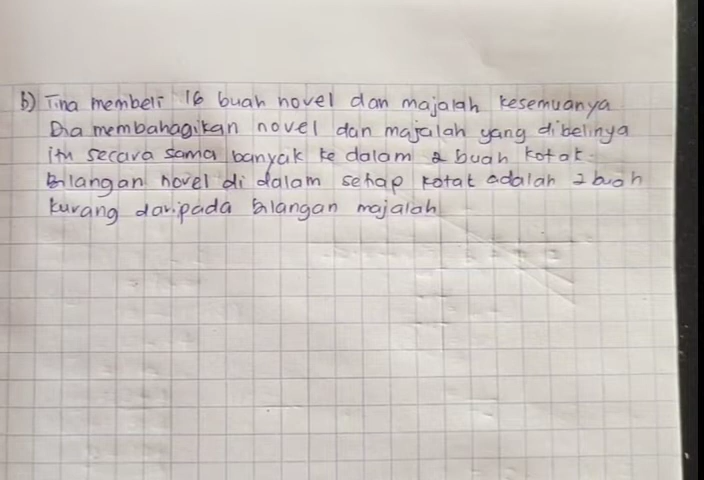 b) Tina membeli 16 buah novel dan majalah kesemuanya
Dia membahagikan novel dan majalah yang dibelinya
itu secara sama banyak ke dalam 2 buah kotak.
Bilangan novel di dalam setiap kotak adalah 2 buah
kurang daripada bilangan majalah